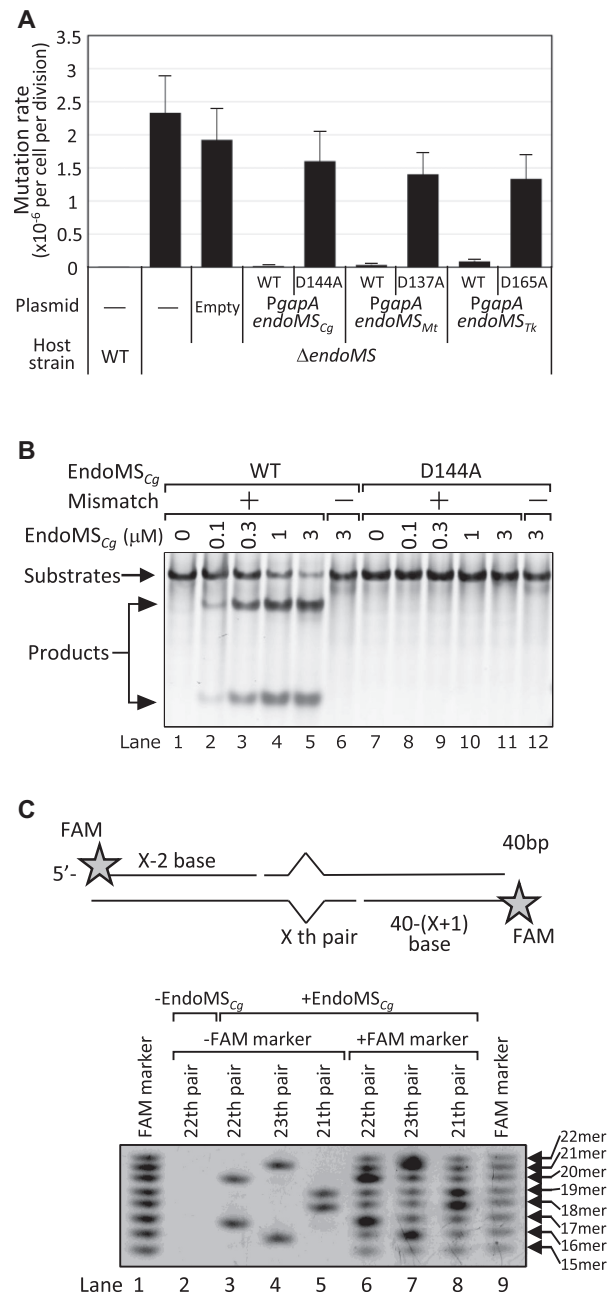 A
3.5
3
2.5
2
1.5
1
0.5
0
Mutation rate
(x10-6 per cell per division)
WT D144A WT D137A WT D165A
Plasmid — — Empty PgapA endoMSCg PgapA endoMSMt PgapA endoMSTk
Host strain WT ΔendoMS
B
EndoMSCg WT D144A
Mismatch + − + −
EndoMSCg (μM) 0 0.1 0.3 1 3 3 0 0.1 0.3 1 3 3
Substrates
Products
Lane 1 2 3 4 5 6 7 8 9 10 11 12
C
FAM
40bp
5'- X-2 base
X th pair
40-(X+1)
base
FAM
-EndoMSCg +EndoMSCg
-FAM marker +FAM marker
FAM marker 22th pair 22th pair 23th pair 21th pair 22th pair 23th pair 21th pair FAM marker
22mer
21mer
20mer
19mer
18mer
17mer
16mer
15mer
Lane 1 2 3 4 5 6 7 8 9